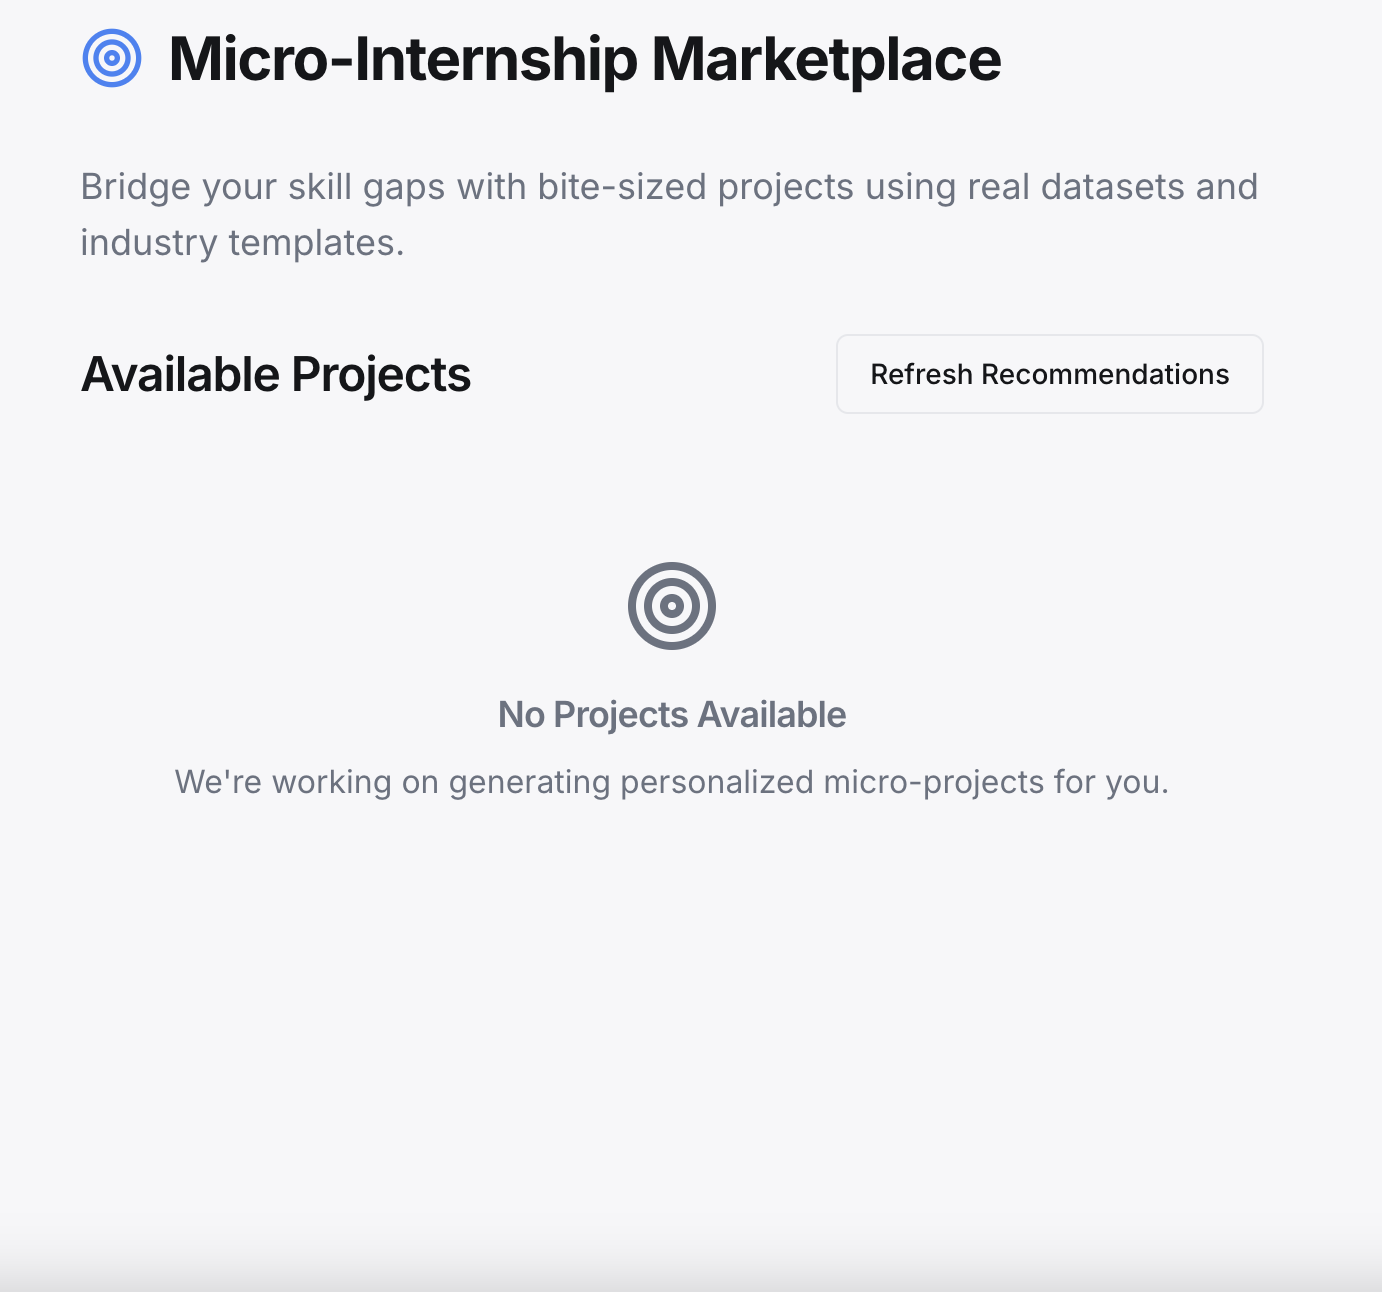 Micro-Internship Marketplace
Bridge your skill gaps with bite-sized projects using real datasets and
industry templates.
Available Projects
Refresh Recommendations
No Projects Available
We're working on generating personalized micro-projects for you.